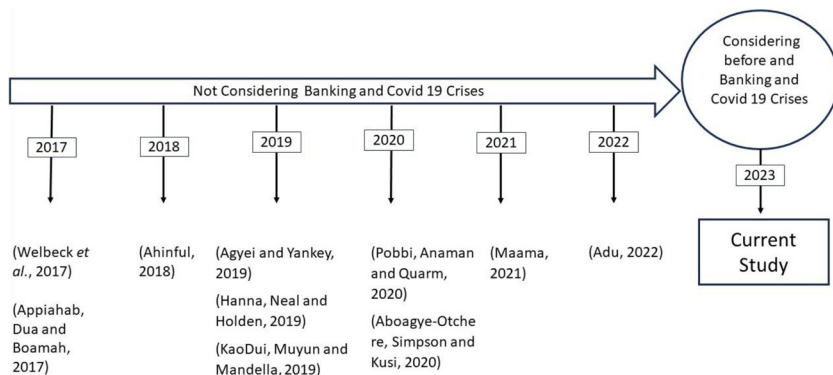 Considering
before and
Banking and
Covid 19 Crises
Not Considering Banking and Covid 19 Crises
2017
2018
2019
2020
2021
2022
2023
(Welbeck et
al., 2017)
(Appiahab,
Dua and
Boamah,
2017)
(Ahinful,
2018)
(Agyei and Yankey,
2019)
(Hanna, Neal and
Holden, 2019)
(KaoDui, Muyun and
Mandella, 2019)
(Pobbi, Anaman
and Quarm,
2020)
(Aboagye-Otche
re, Simpson and
Kusi, 2020)
(Maama,
2021)
(Adu, 2022)
Current
Study